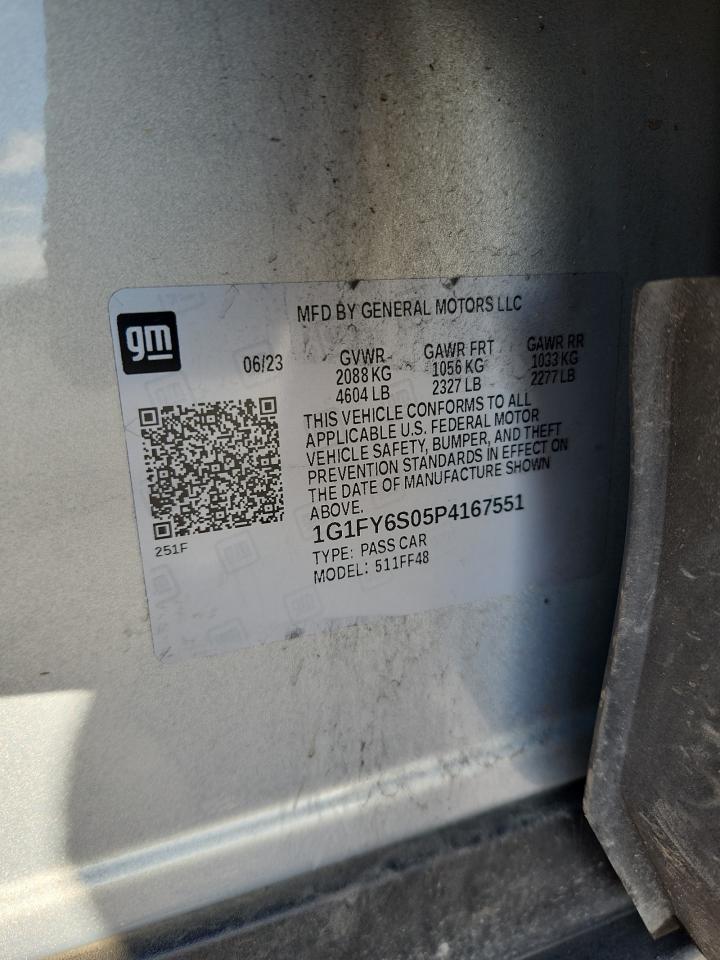 MFD BY GENERAL MOTORS LLC
gm
06/23
GVWR GAWR FRT GAWR RR
2088 KG 1056 KG 1033 KG
4604 LB 2327 LB 2277 LB
THIS VEHICLE CONFORMS TO ALL
APPLICABLE U.S. FEDERAL MOTOR
VEHICLE SAFETY, BUMPER, AND THEFT
PREVENTION STANDARDS IN EFFECT ON
THE DATE OF MANUFACTURE SHOWN
ABOVE.
1G1FY6S05P4167551
251F
TYPE: PASS CAR
MODEL: 511FF48